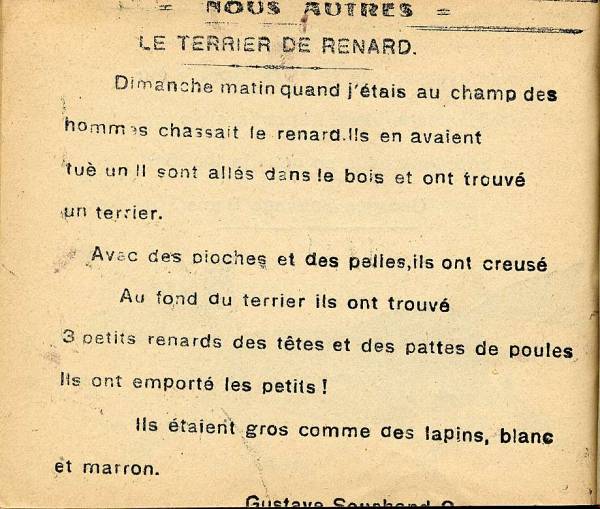 = NOUS AUTRES =
LE TERRIER DE RENARD.
Dimanche matin quand j'étais au champ des
hommes chassait le renard.Ils en avaient
tuè un Il sont allés dans le bois et ont trouvé
un terrier.
Avec des pioches et des pelles,ils ont creusé
Au fond du terrier ils ont trouvé
3 petits renards des têtes et des pattes de poules
Ils ont emporté les petits !
Ils étaient gros comme des lapins, blanc
et marron.
Gustave